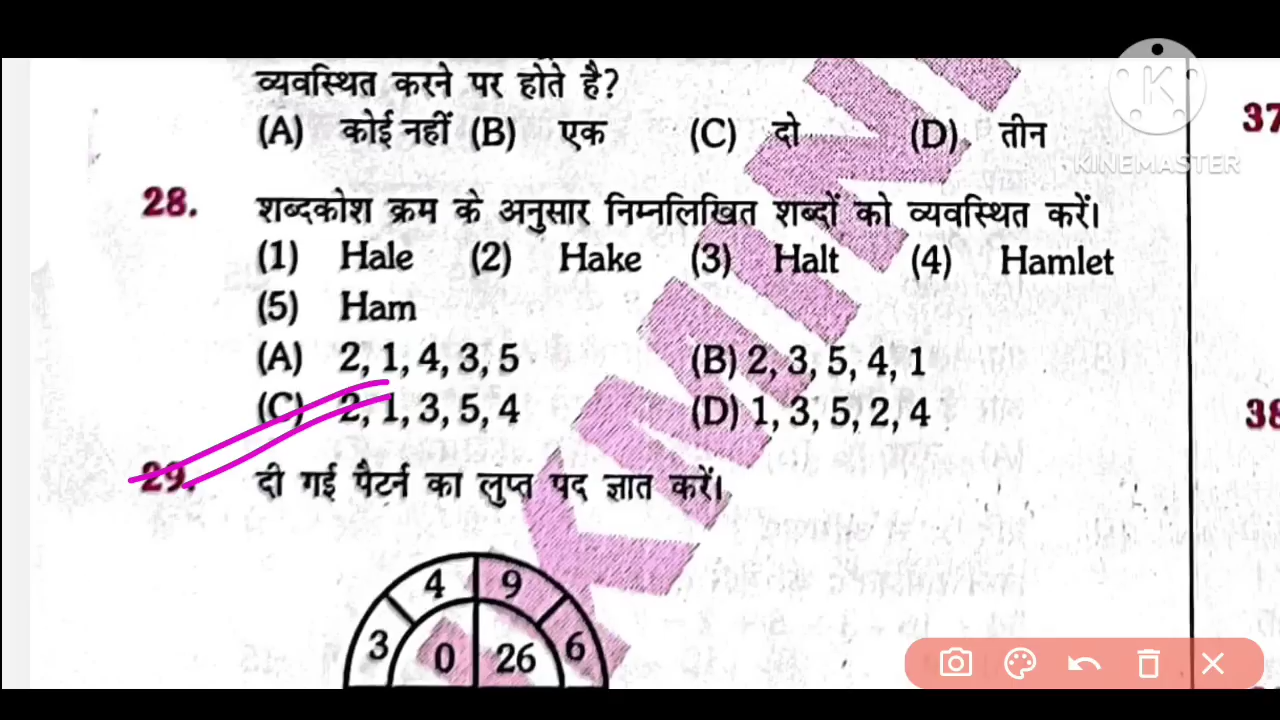 व्यवस्थित करने पर होते है?
(A) कोई नहीं (B) एक (C) दो (D) तीन
37
K
KINEMASTER
28. शब्दकोश क्रम के अनुसार निम्नलिखित शब्दों को व्यवस्थित करें।
(1) Hale (2) Hake (3) Halt (4) Hamlet
(5) Ham
(A) 2, 1, 4, 3, 5 (B) 2, 3, 5, 4, 1
(C) 2, 1, 3, 5, 4 (D) 1, 3, 5, 2, 4
38
29. दी गई पैटर्न का लुप्त पद ज्ञात करें।
4 9
3 0 26 6